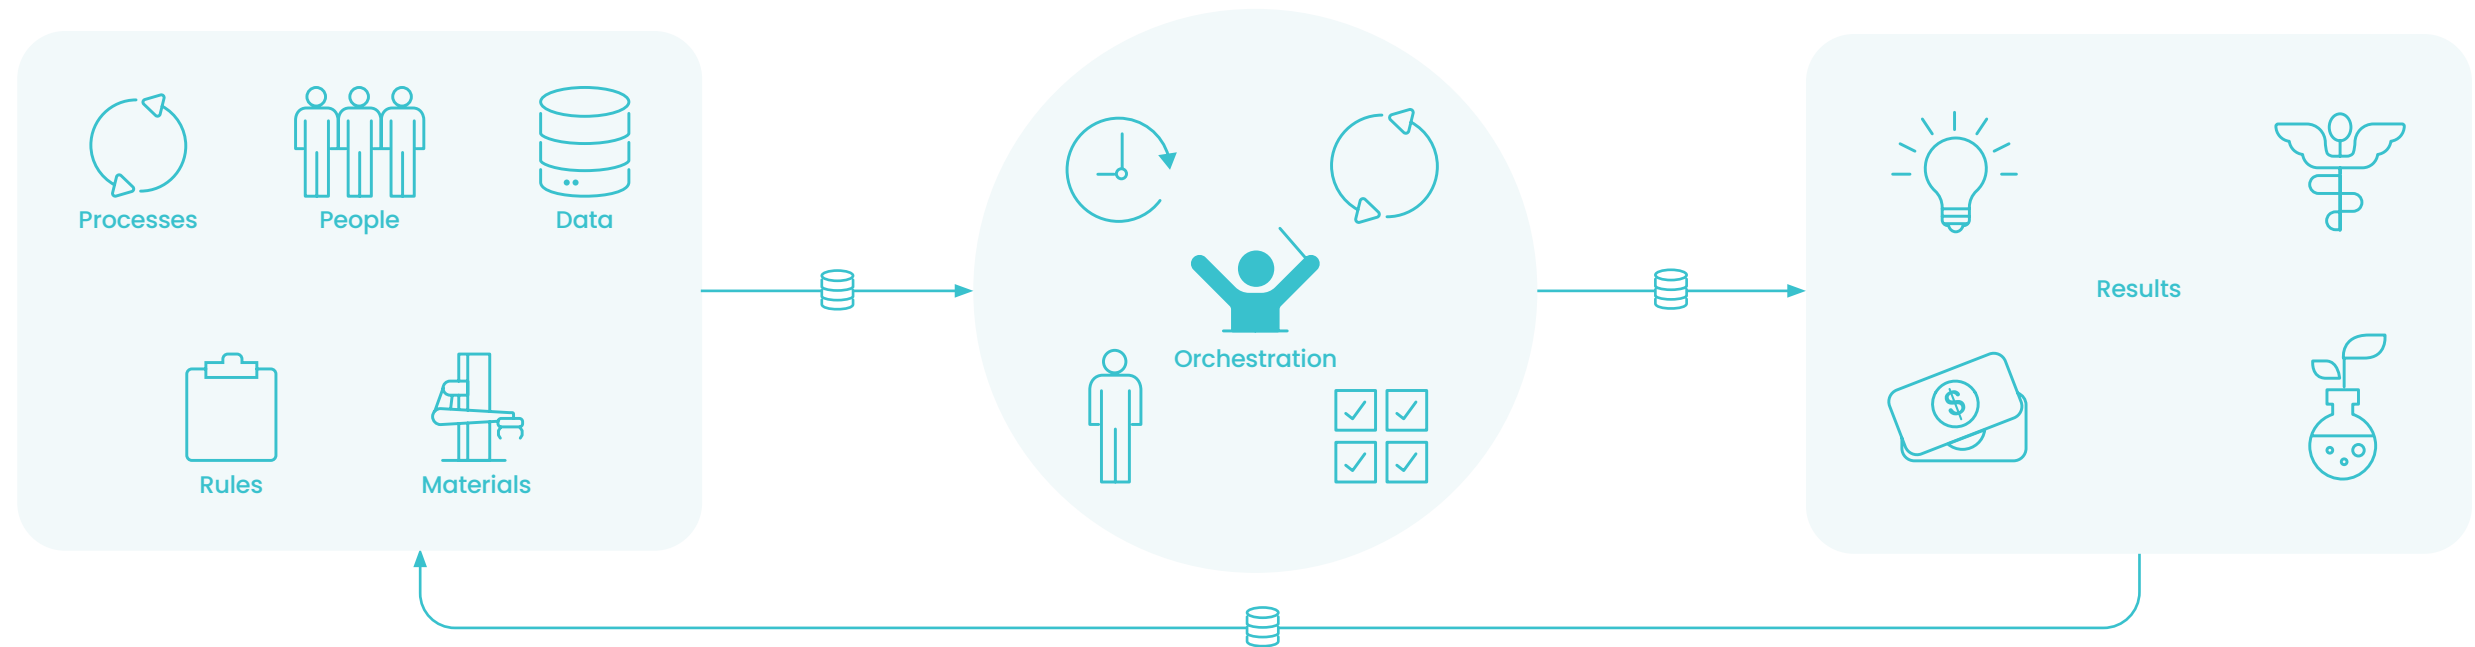 Processes
People
Data
Rules
Materials
Orchestration
$
Results